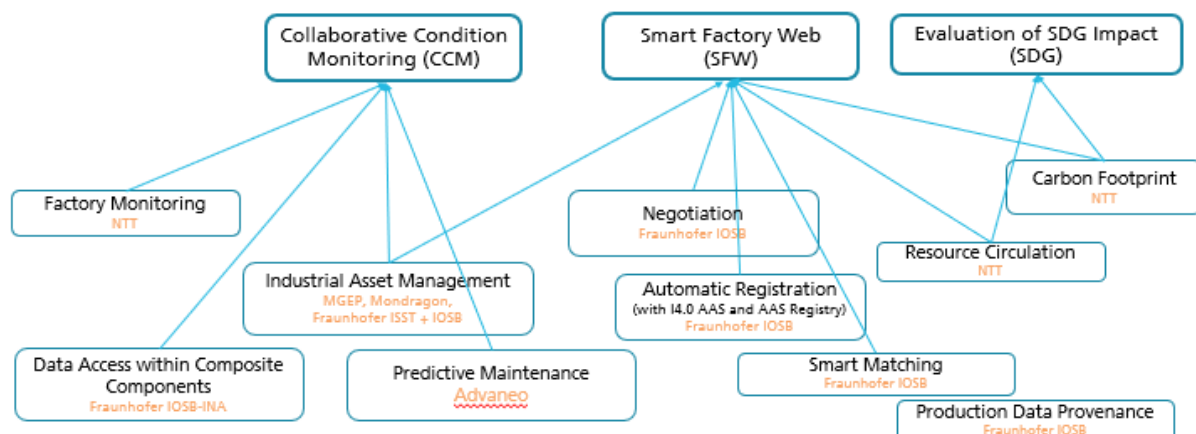 Collaborative Condition
Monitoring (CCM)
Smart Factory Web
(SFW)
Evaluation of SDG Impact
(SDG)
Factory Monitoring
NTT
Negotiation
Fraunhofer IOSB
Carbon Footprint
NTT
Resource Circulation
NTT
Industrial Asset Management
MGEP, Mondragon,
Fraunhofer ISST + IOSB
Automatic Registration
(with I4.0 AAS and AAS Registry)
Fraunhofer IOSB
Data Access within Composite
Components
Fraunhofer IOSB-INA
Predictive Maintenance
Advaneo
Smart Matching
Fraunhofer IOSB
Production Data Provenance
Fraunhofer IOSB